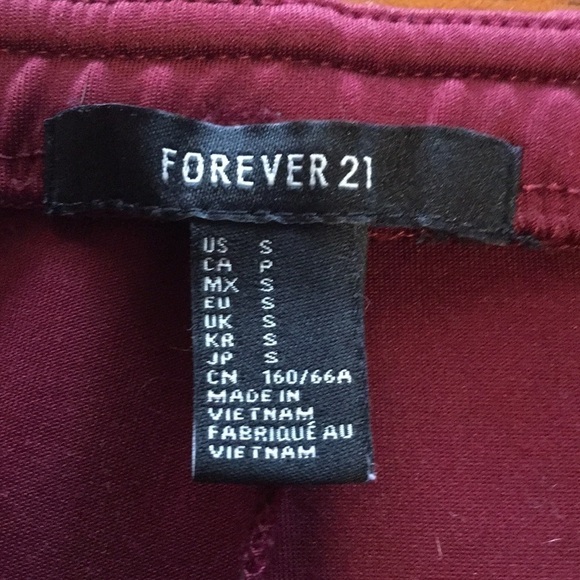 FOREVER 21
US S
CA P
MX S
EU S
UK S
KR S
JP S
CN 160/66A
MADE IN
VIETNAM
FABRIQUÉ AU
VIETNAM